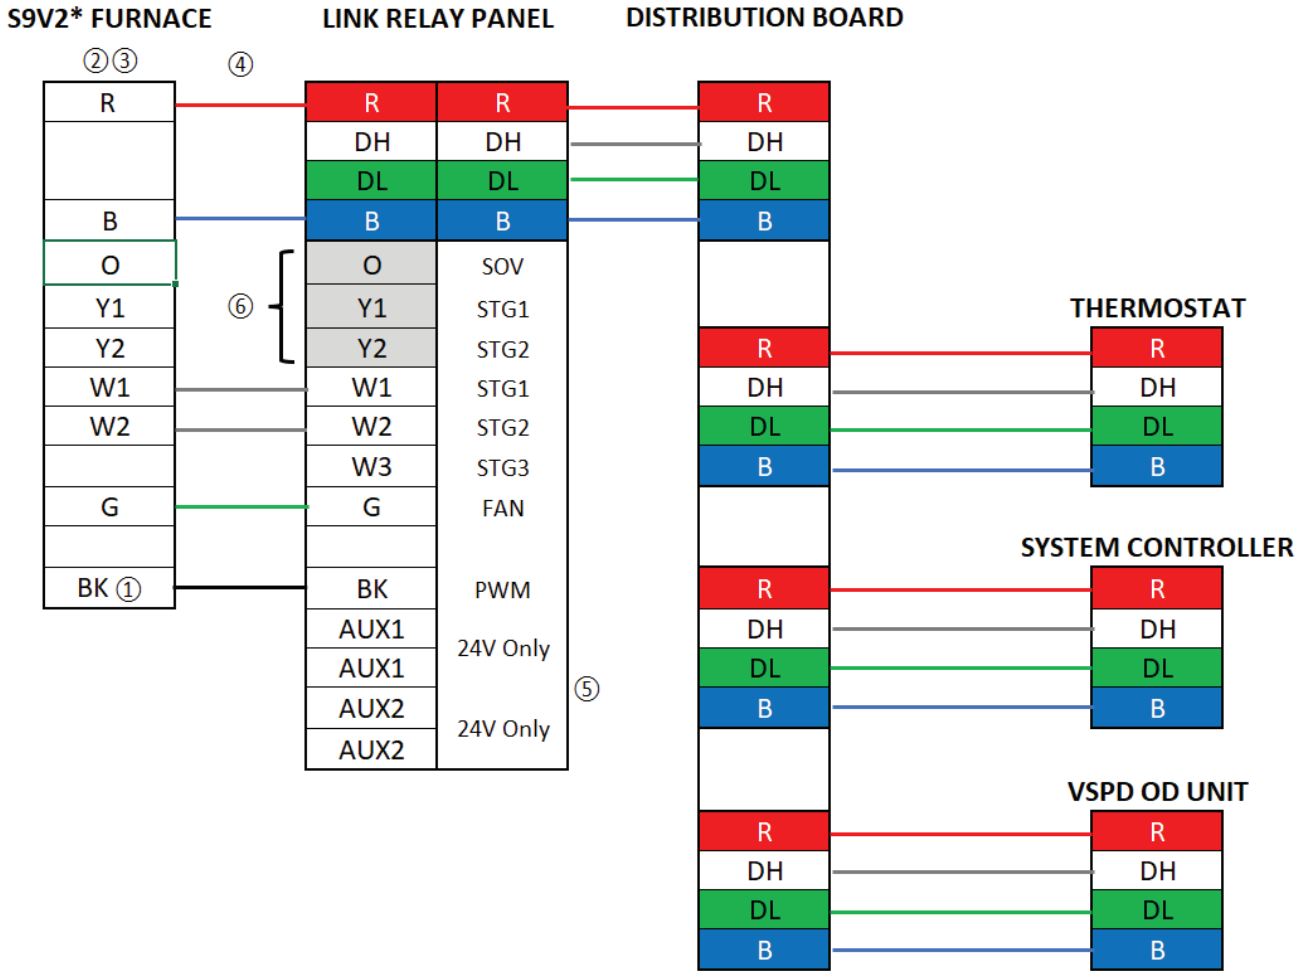 S9V2* FURNACE LINK RELAY PANEL DISTRIBUTION BOARD
②③ ④
R R R R
DH DH DH
DL DL DL
B B B B
O O SOV
⑥ Y1 Y1 STG1 THERMOSTAT
Y2 Y2 STG2 R R
W1 W1 STG1 DH DH
W2 W2 STG2 DL DL
W3 STG3 B B
G G FAN
SYSTEM CONTROLLER
BK ① BK PWM R R
AUX1 DH DH
24V Only
AUX1 DL DL
⑤
AUX2 B B
24V Only
AUX2
VSPD OD UNIT
R R
DH DH
DL DL
B B